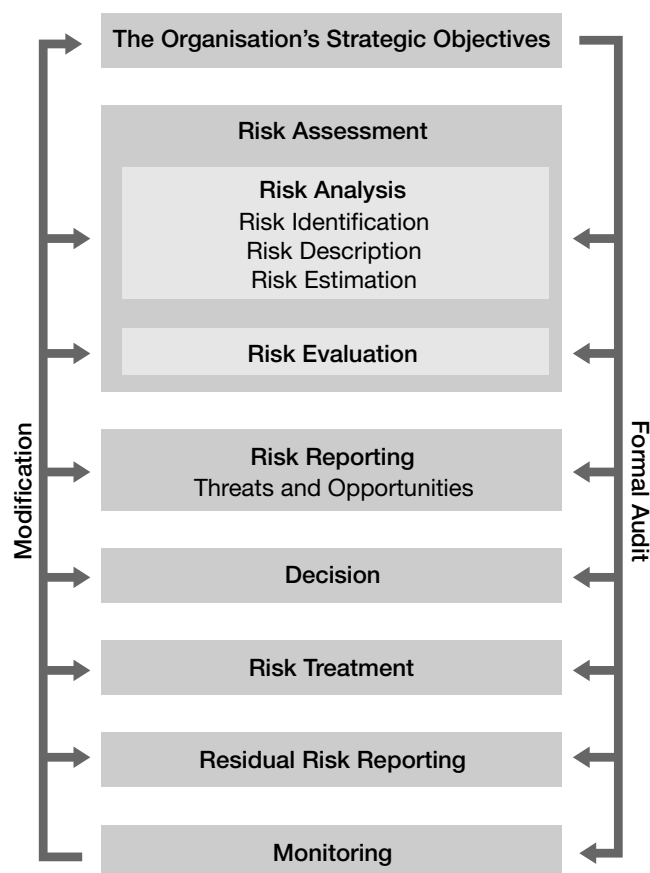 The Organisation’s Strategic Objectives
Risk Assessment
Risk Analysis
Risk Identification
Risk Description
Risk Estimation
Risk Evaluation
Modification
Formal Audit
Risk Reporting
Threats and Opportunities
Decision
Risk Treatment
Residual Risk Reporting
Monitoring